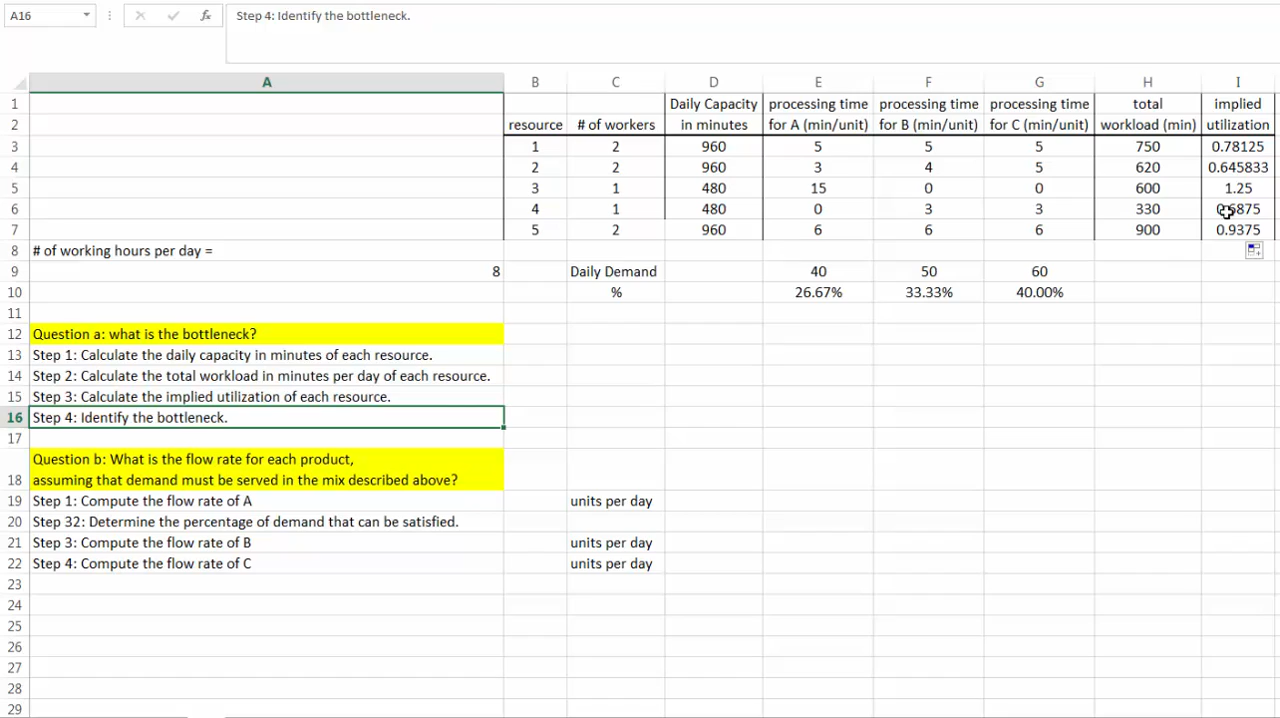 A16
fx
Step 4: Identify the bottleneck.
A B C D E F G H I
1 Daily Capacity processing time processing time processing time total implied
2 resource # of workers in minutes for A (min/unit) for B (min/unit) for C (min/unit) workload (min) utilization
3 1 2 960 5 5 5 750 0.78125
4 2 2 960 3 4 5 620 0.645833
5 3 1 480 15 0 0 600 1.25
6 4 1 480 0 3 3 330 0.6875
7 5 2 960 6 6 6 900 0.9375
8 # of working hours per day =
9 8 Daily Demand 40 50 60
10 % 26.67% 33.33% 40.00%
11
12 Question a: what is the bottleneck?
13 Step 1: Calculate the daily capacity in minutes of each resource.
14 Step 2: Calculate the total workload in minutes per day of each resource.
15 Step 3: Calculate the implied utilization of each resource.
16 Step 4: Identify the bottleneck.
17
Question b: What is the flow rate for each product,
18 assuming that demand must be served in the mix described above?
19 Step 1: Compute the flow rate of A units per day
20 Step 32: Determine the percentage of demand that can be satisfied.
21 Step 3: Compute the flow rate of B units per day
22 Step 4: Compute the flow rate of C units per day
23
24
25
26
27
28
29